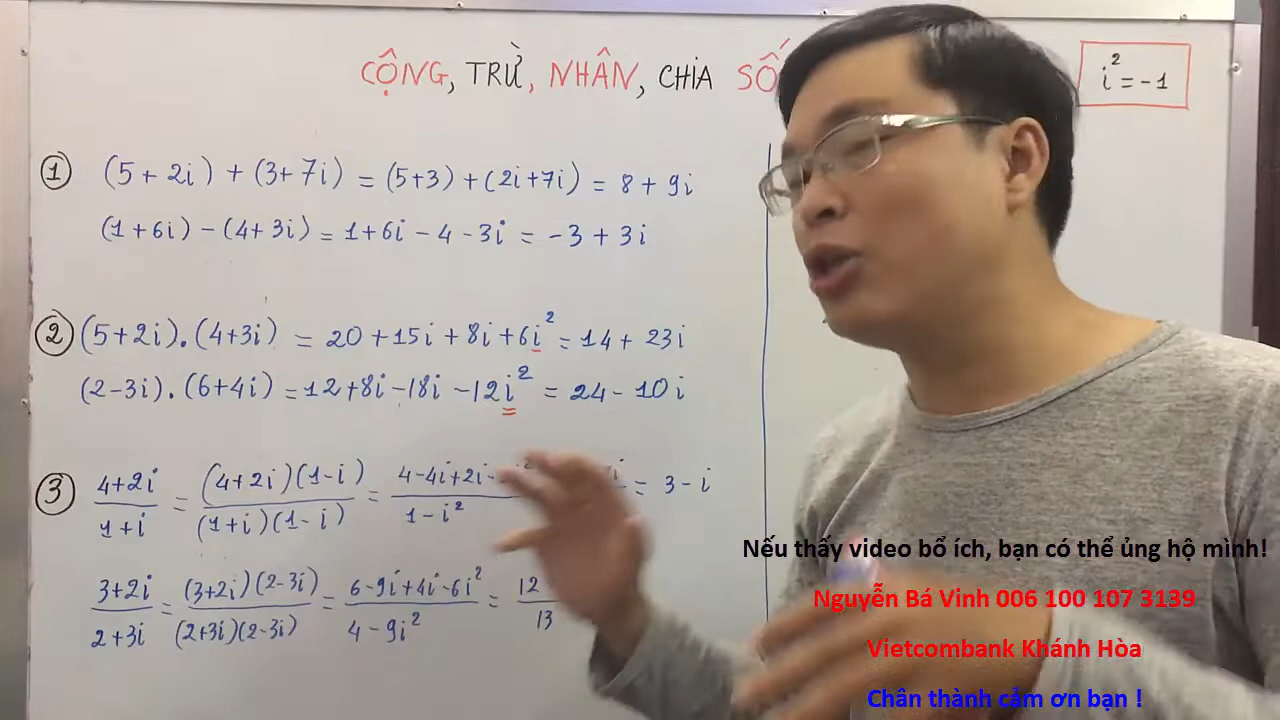 CỘNG, TRỪ, NHÂN, CHIA SỐ
i² = -1
① (5 + 2i) + (3 + 7i) = (5+3) + (2i+7i) = 8 + 9i
(1+6i) - (4+3i) = 1+6i - 4 - 3i = -3 + 3i
② (5+2i).(4+3i) = 20 + 15i + 8i + 6i² = 14 + 23i
(2-3i).(6+4i) = 12+8i-18i-12i² = 24 - 10i
③ (4+2i)/(1+i) = ((4+2i)(1-i))/((1+i)(1-i)) = (4-4i+2i-)/(1-i²) = 3 - i
(3+2i)/(2+3i) = ((3+2i)(2-3i))/((2+3i)(2-3i)) = (6-9i+4i-6i²)/(4-9i²) = 12/13
Nếu thấy video bổ ích, bạn có thể ủng hộ mình!
Nguyễn Bá Vinh 006 100 107 3139
Vietcombank Khánh Hòa
Chân thành cảm ơn bạn !